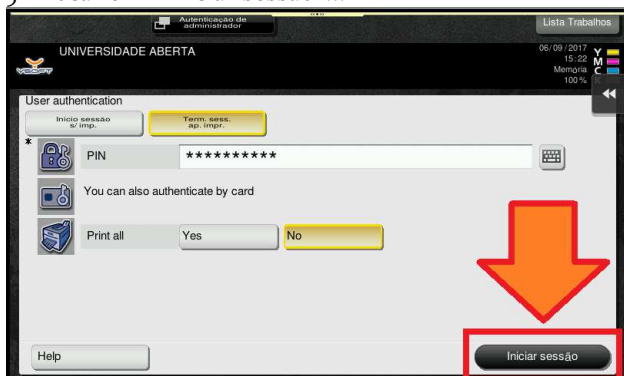 Autenticação de
administrador
Lista Trabalhos
UNIVERSIDADE ABERTA
06/09/2017
15:22
Memória
100 %
Y
M
C
K
YSoft
User authentication
Início sessão
s/ imp.
Term. sess.
ap. impr.
*
PIN
**********
You can also authenticate by card
Print all
Yes
No
Help
Iniciar sessão